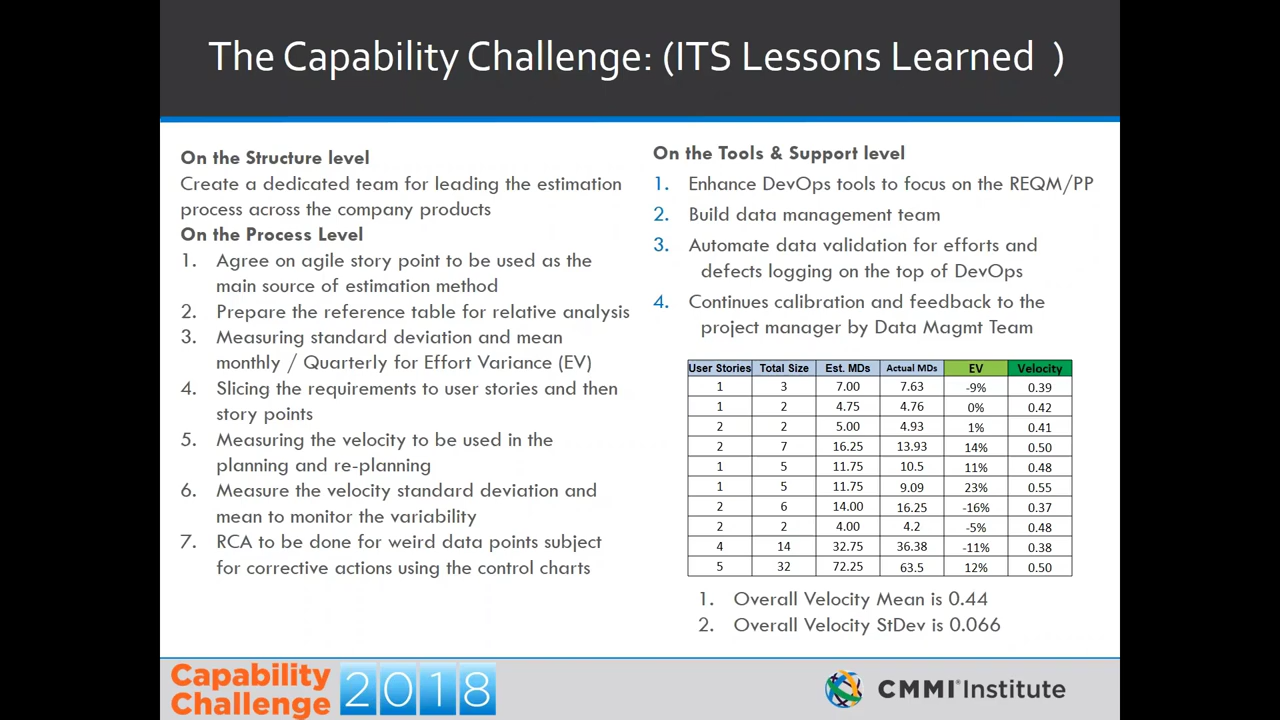 The Capability Challenge: (ITS Lessons Learned )
On the Structure level
Create a dedicated team for leading the estimation
process across the company products
On the Process Level
1. Agree on agile story point to be used as the
main source of estimation method
2. Prepare the reference table for relative analysis
3. Measuring standard deviation and mean
monthly / Quarterly for Effort Variance (EV)
4. Slicing the requirements to user stories and then
story points
5. Measuring the velocity to be used in the
planning and re-planning
6. Measure the velocity standard deviation and
mean to monitor the variability
7. RCA to be done for weird data points subject
for corrective actions using the control charts
On the Tools & Support level
1. Enhance DevOps tools to focus on the REQM/PP
2. Build data management team
3. Automate data validation for efforts and
defects logging on the top of DevOps
4. Continues calibration and feedback to the
project manager by Data Magmt Team
User Stories Total Size Est. MDs Actual MDs EV Velocity
1 3 7.00 7.63 -9% 0.39
1 2 4.75 4.76 0% 0.42
2 2 5.00 4.93 1% 0.41
2 7 16.25 13.93 14% 0.50
1 5 11.75 10.5 11% 0.48
1 5 11.75 9.09 23% 0.55
2 6 14.00 16.25 -16% 0.37
2 2 4.00 4.2 -5% 0.48
4 14 32.75 36.38 -11% 0.38
5 32 72.25 63.5 12% 0.50
1. Overall Velocity Mean is 0.44
2. Overall Velocity StDev is 0.066
Capability
Challenge 2018
CMMI® Institute